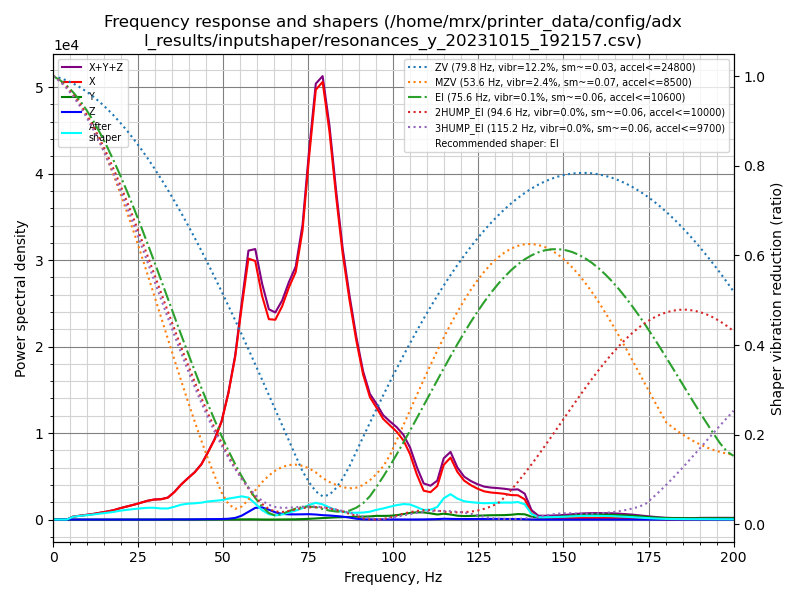 Frequency response and shapers (/home/mrx/printer_data/config/adx
l_results/inputshaper/resonances_y_20231015_192157.csv)
1e4
X+Y+Z
X
Y
Z
After
shaper
ZV (79.8 Hz, vibr=12.2%, sm~=0.03, accel<=24800)
MZV (53.6 Hz, vibr=2.4%, sm~=0.07, accel<=8500)
EI (75.6 Hz, vibr=0.1%, sm~=0.06, accel<=10600)
2HUMP_EI (94.6 Hz, vibr=0.0%, sm~=0.06, accel<=10000)
3HUMP_EI (115.2 Hz, vibr=0.0%, sm~=0.06, accel<=9700)
Recommended shaper: EI
Power spectral density
5
4
3
2
1
0
1.0
0.8
0.6
0.4
0.2
0.0
Shaper vibration reduction (ratio)
0 25 50 75 100 125 150 175 200
Frequency, Hz